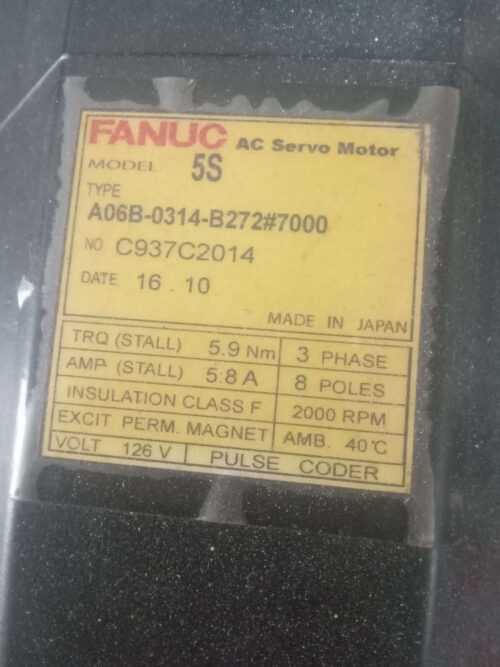 FANUC AC Servo Motor
MODEL 5S
TYPE
A06B-0314-B272#7000
NO C937C2014
DATE 16 . 10
MADE IN JAPAN
TRQ (STALL) 5.9 Nm 3 PHASE
AMP (STALL) 5.8 A 8 POLES
INSULATION CLASS F 2000 RPM
EXCIT PERM. MAGNET AMB. 40°C
VOLT 126 V PULSE CODER